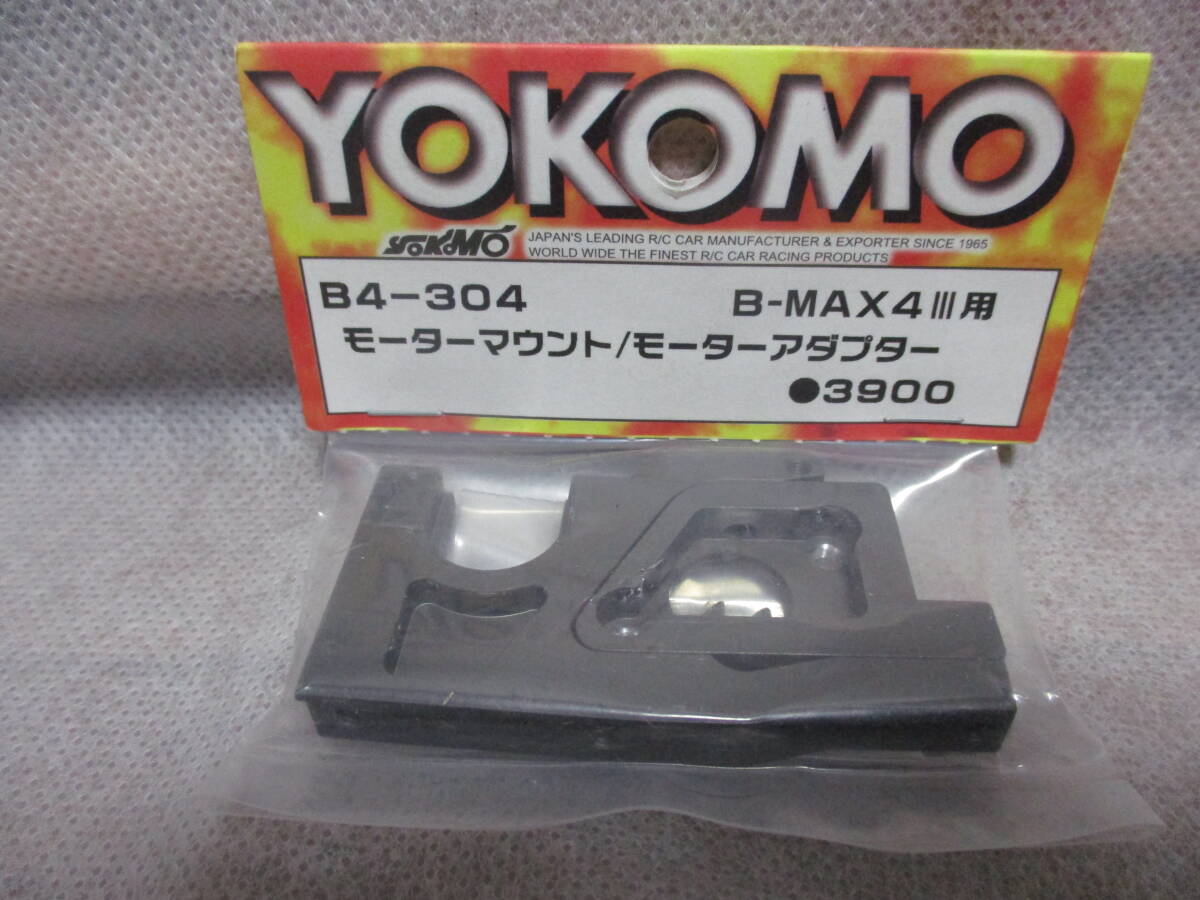 YOKOMO
YOKOMO JAPAN'S LEADING R/C CAR MANUFACTURER & EXPORTER SINCE 1965
WORLD WIDE THE FINEST R/C CAR RACING PRODUCTS
B4-304 B-MAX4 III用
モーターマウント/モーターアダプター
●3900